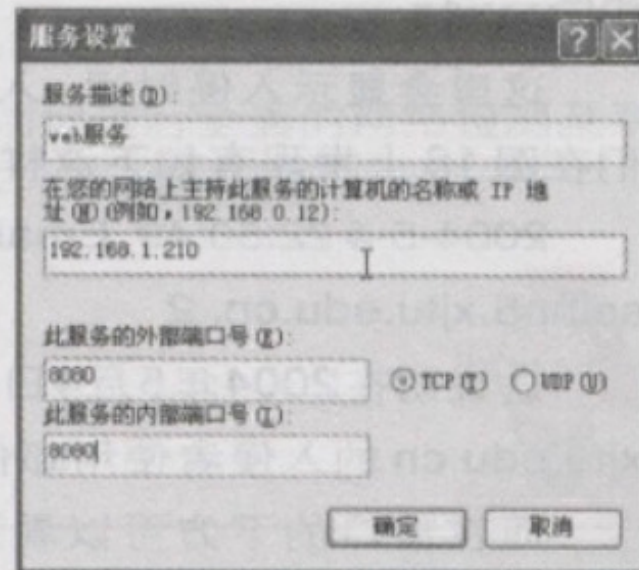 服务设置
服务描述(D):
web服务
在您的网络上主持此服务的计算机的名称或 IP 地
址(N)(例如,192.168.0.12):
192.168.1.210
此服务的外部端口号(E):
8080
TCP(T) UDP(U)
此服务的内部端口号(I):
8080
确定 取消